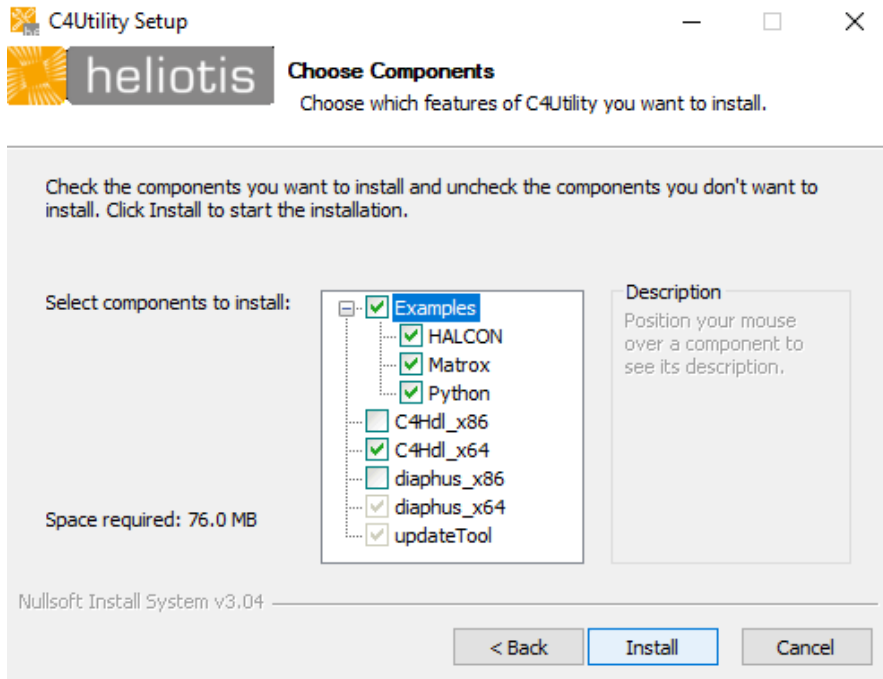 C4Utility Setup
heliotis
Choose Components
Choose which features of C4Utility you want to install.
Check the components you want to install and uncheck the components you don't want to
install. Click Install to start the installation.
Select components to install:
Examples
HALCON
Matrox
Python
C4Hdl_x86
C4Hdl_x64
diaphus_x86
diaphus_x64
updateTool
Space required: 76.0 MB
Description
Position your mouse
over a component to
see its description.
Nullsoft Install System v3.04
< Back
Install
Cancel